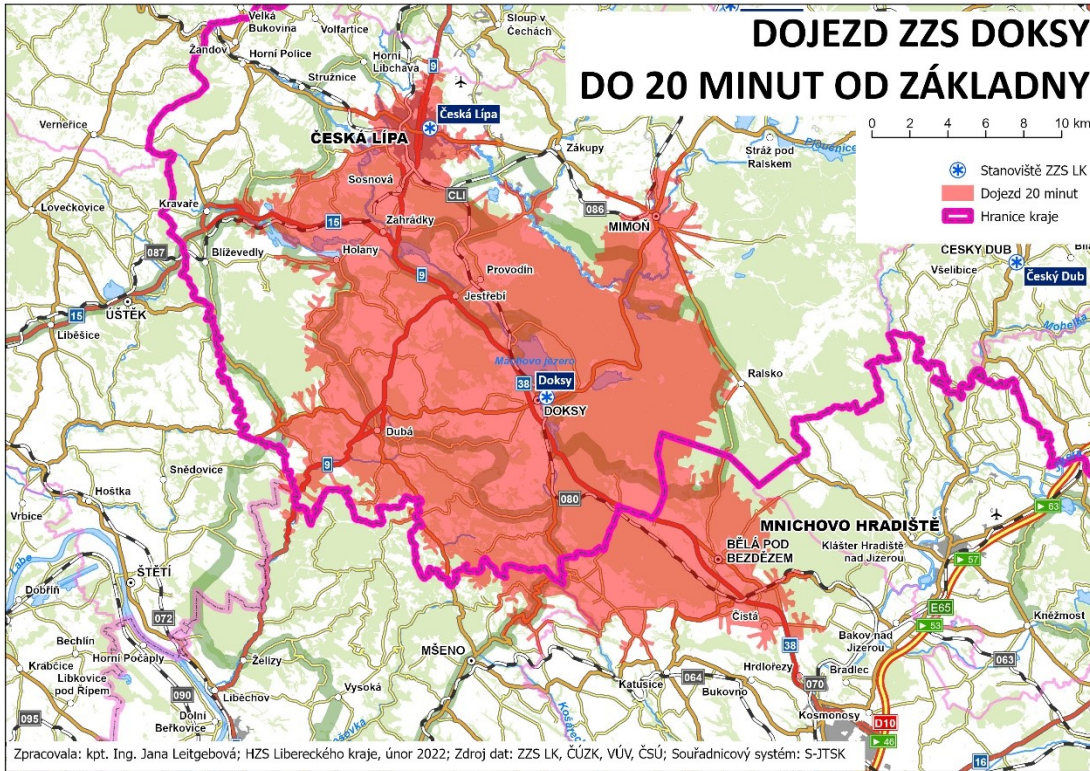 DOJEZD ZZS DOKSY
DO 20 MINUT OD ZÁKLADNY
0 2 4 6 8 10 km
Stanoviště ZZS LK
Dojezd 20 minut
Hranice kraje
Velká
Bukovina
Volfartice
Sloup v
Čechách
Žandov
Horní Police
Horní
Libchava
9
Stružnice
Verneřice
Česká Lípa
ČESKÁ LÍPA
Zákupy
Stráž pod
Ralskem
Ploučnice
Sosnová
CLI
086
Lovečkovice
Kravaře
15
Zahrádky
MIMOŇ
087
Blíževedly
Holany
ČESKÝ DUB
Všelibice
Český Dub
9
Provodín
Jestřebí
ÚŠTĚK
15
Liběšice
Mohelka
Máchovo jezero
Doksy
38
DOKSY
Ralsko
Dubá
9
Snědovice
Hoštka
080
Vrbice
63
MNICHOVO HRADIŠTĚ
Klášter Hradiště
nad Jizerou
BĚLÁ POD
BEZDĚZEM
57
Labe
ŠTĚTÍ
Dobřín
072
E65
Čistá
53
Kněžmost
Bakov nad
Jizerou
38
Bechlín
Horní Počaply
Želízy
MŠENO
Hrdlořezy
Bradlec
063
Krabčice
Libkovice
pod Řípem
Vysoká
Katusice
064
070
Bukovno
090
Liběchov
Kosmonosy
095
Dolní
Beřkovice
D10
46
16
Zpracovala: kpt. Ing. Jana Leitgebová; HZS Libereckého kraje, únor 2022; Zdroj dat: ZZS LK, ČÚZK, VÚV, ČSÚ; Souřadnicový systém: S-JTSK